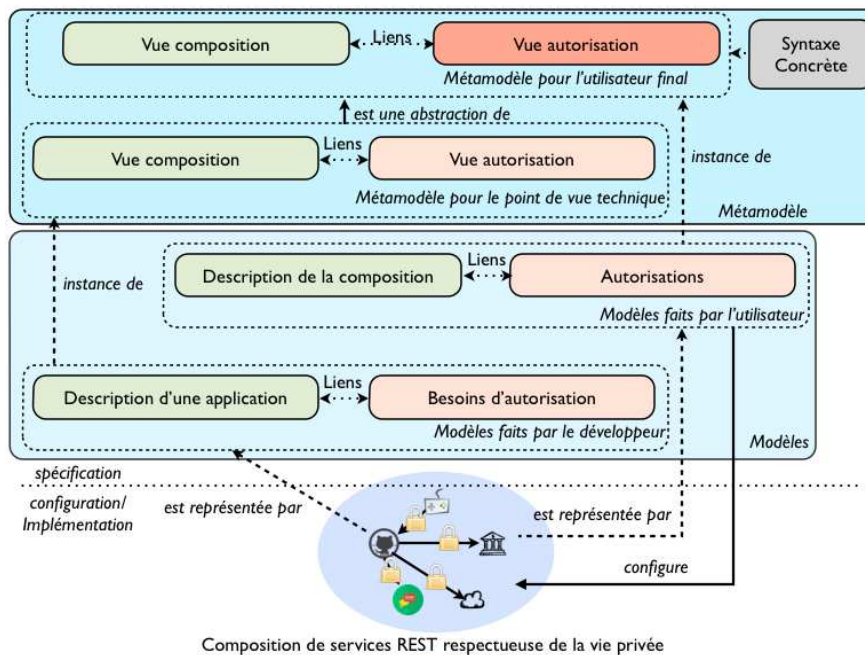 Vue composition
Liens
Vue autorisation
Syntaxe
Concrète
Métamodèle pour l'utilisateur final
est une abstraction de
Vue composition
Liens
Vue autorisation
instance de
Métamodèle pour le point de vue technique
Métamodèle
Description de la composition
Liens
Autorisations
instance de
Modèles faits par l'utilisateur
Description d'une application
Liens
Besoins d'autorisation
Modèles faits par le développeur
Modèles
spécification
configuration/
Implémentation
est représentée par
est représentée par
configure
Composition de services REST respectueuse de la vie privée